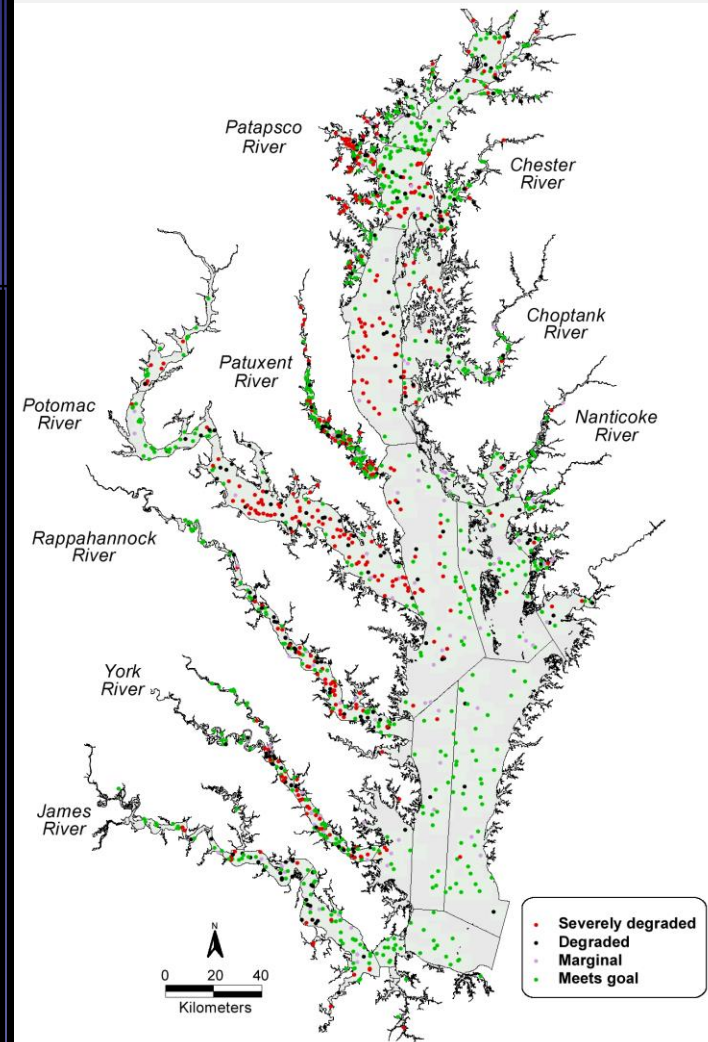 Patapsco
River
Chester
River
Choptank
River
Patuxent
River
Potomac
River
Nanticoke
River
Rappahannock
River
York
River
James
River
N
0 20 40
Kilometers
Severely degraded
Degraded
Marginal
Meets goal